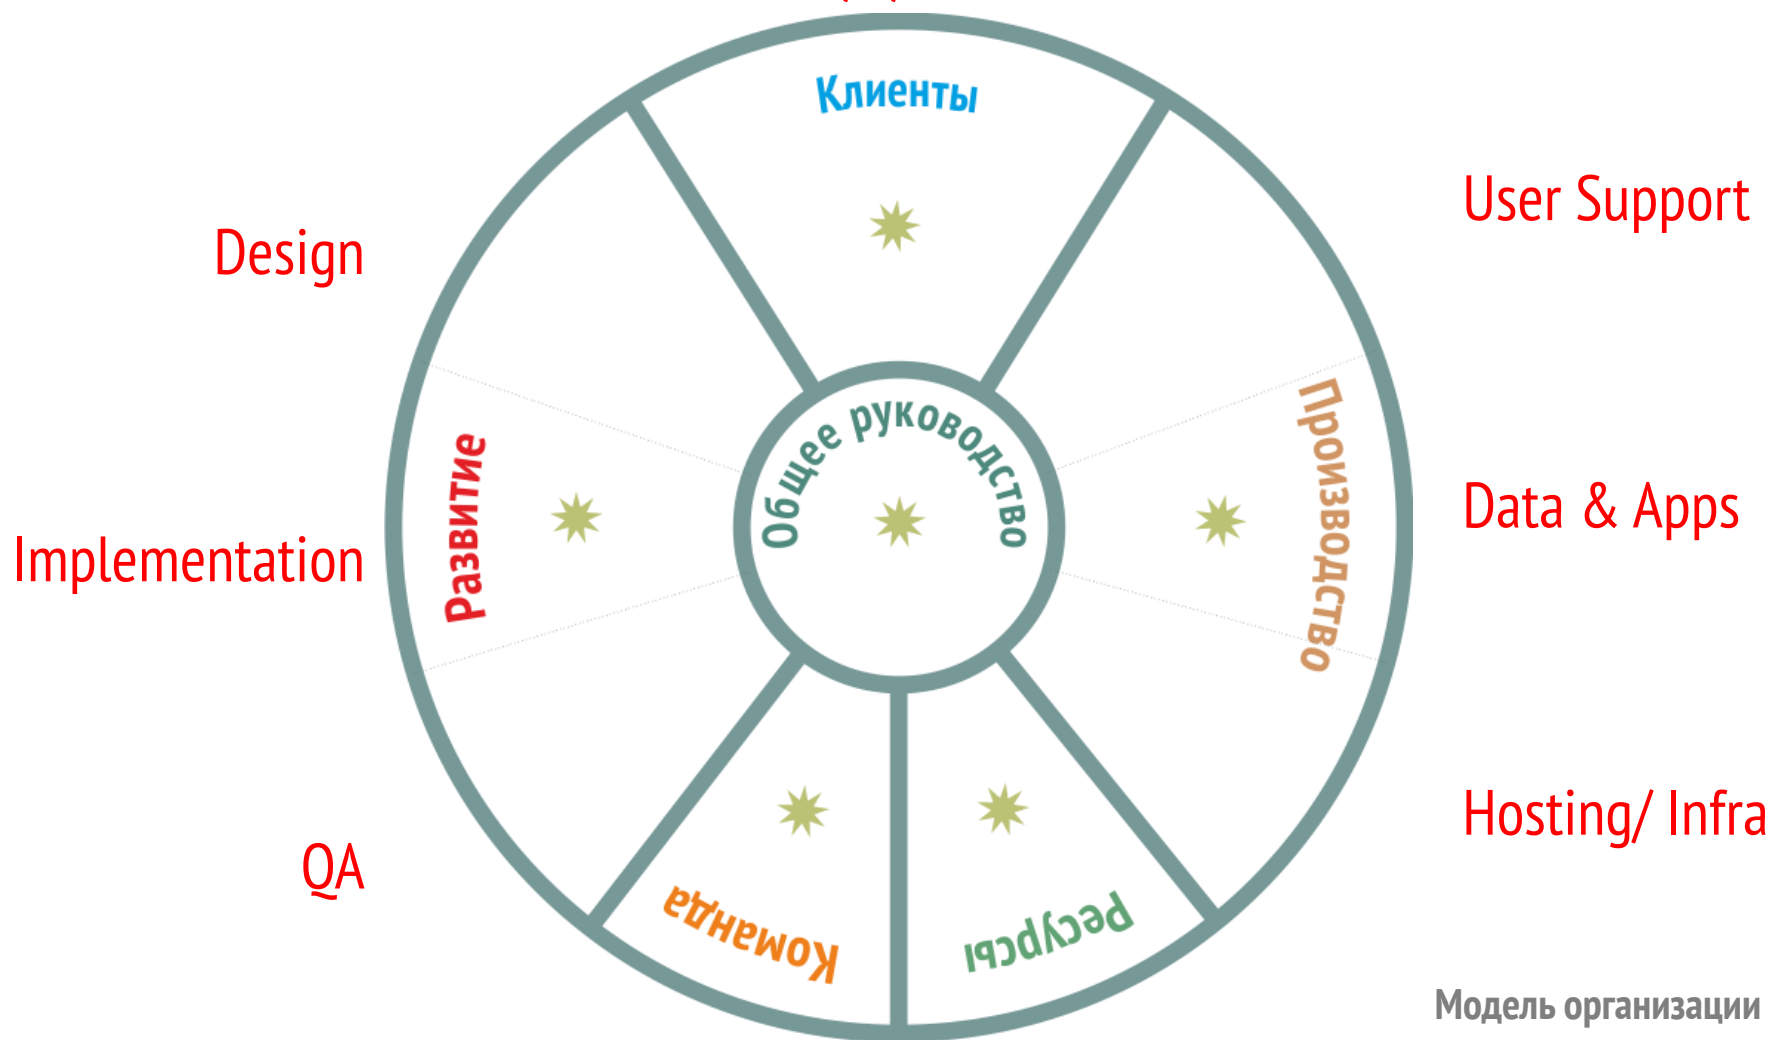 Клиенты
User Support
Design
Общее руководство
Производство
Развитие
Data & Apps
Implementation
Hosting/ Infra
QA
Команда
Ресурсы
Модель организации